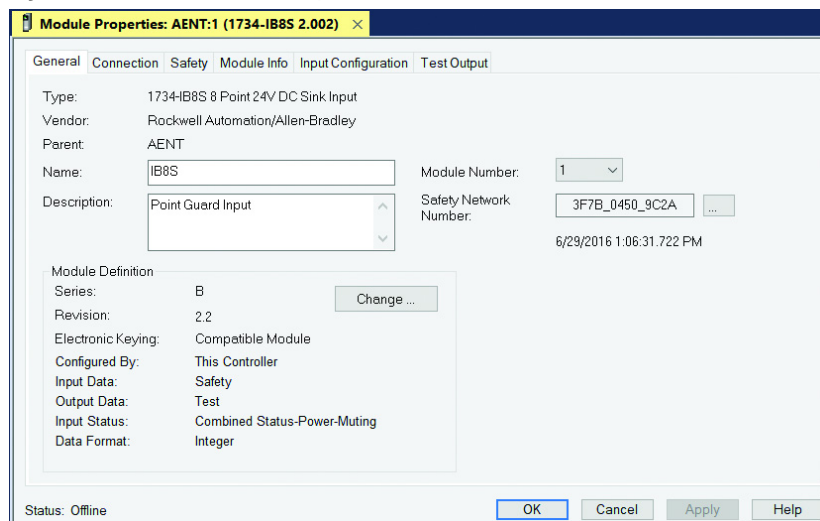 Module Properties: AENT:1 (1734-IB8S 2.002) ×
General Connection Safety Module Info Input Configuration Test Output
Type: 1734-IB8S 8 Point 24V DC Sink Input
Vendor: Rockwell Automation/Allen-Bradley
Parent: AENT
Name: IB8S
Module Number: 1
Description: Point Guard Input
Safety Network
Number: 3F7B_0450_9C2A ...
6/29/2016 1:06:31.722 PM
Module Definition
Series: B
Change ...
Revision: 2.2
Electronic Keying: Compatible Module
Configured By: This Controller
Input Data: Safety
Output Data: Test
Input Status: Combined Status-Power-Muting
Data Format: Integer
Status: Offline
OK Cancel Apply Help